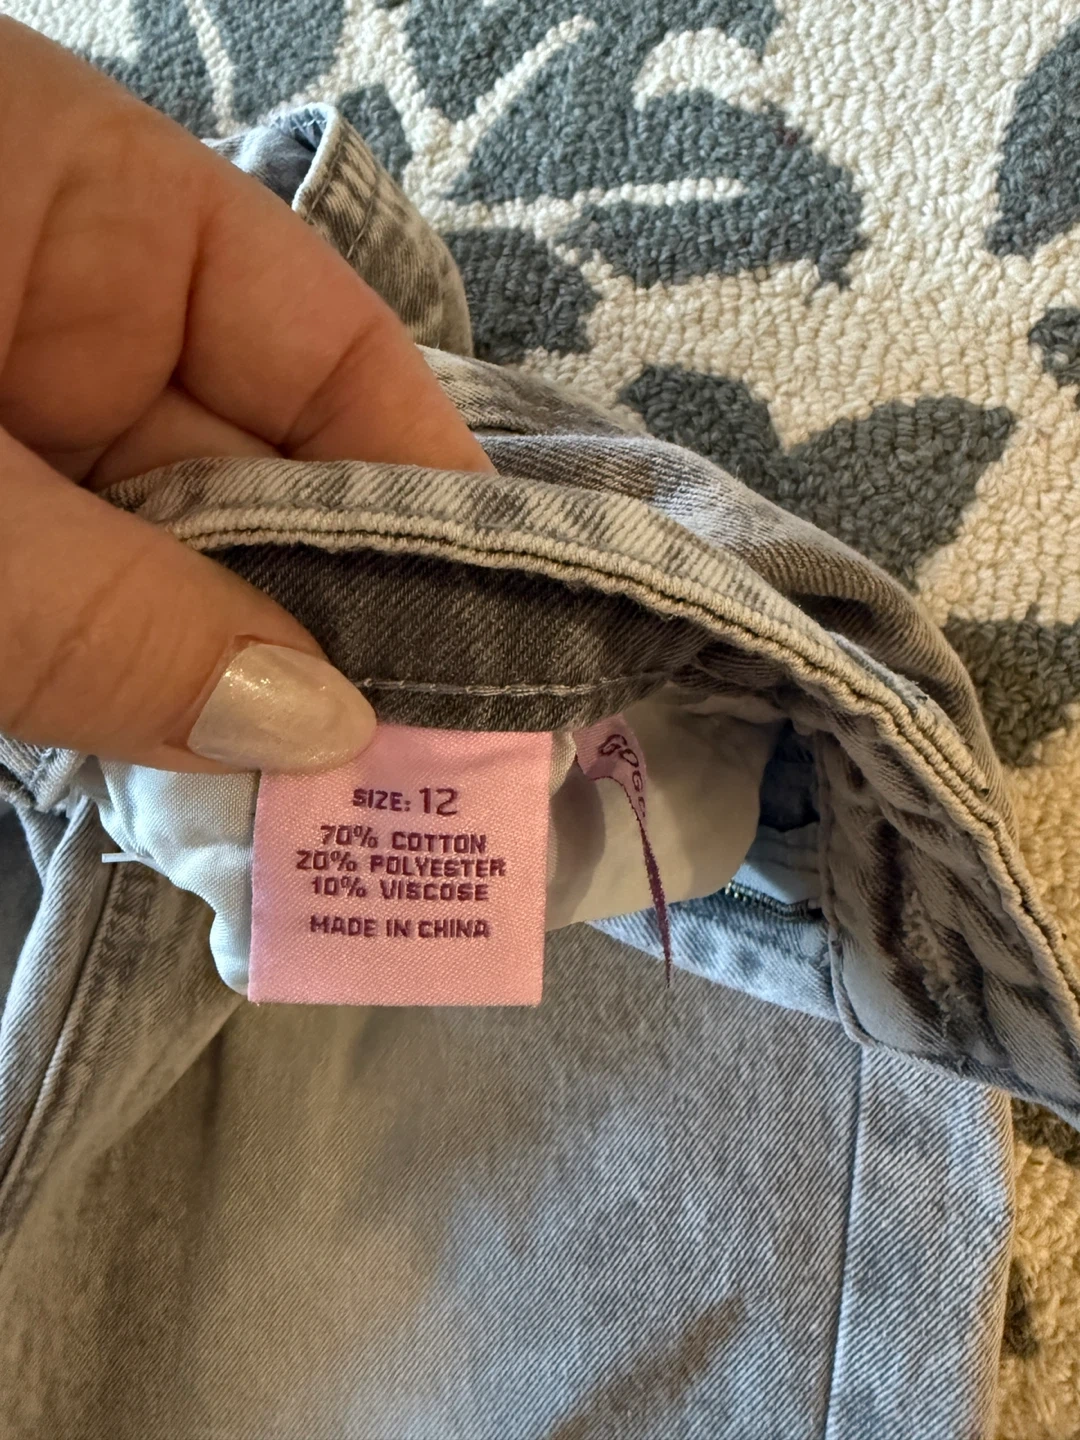 SIZE: 12
70% COTTON
20% POLYESTER
10% VISCOSE
MADE IN CHINA